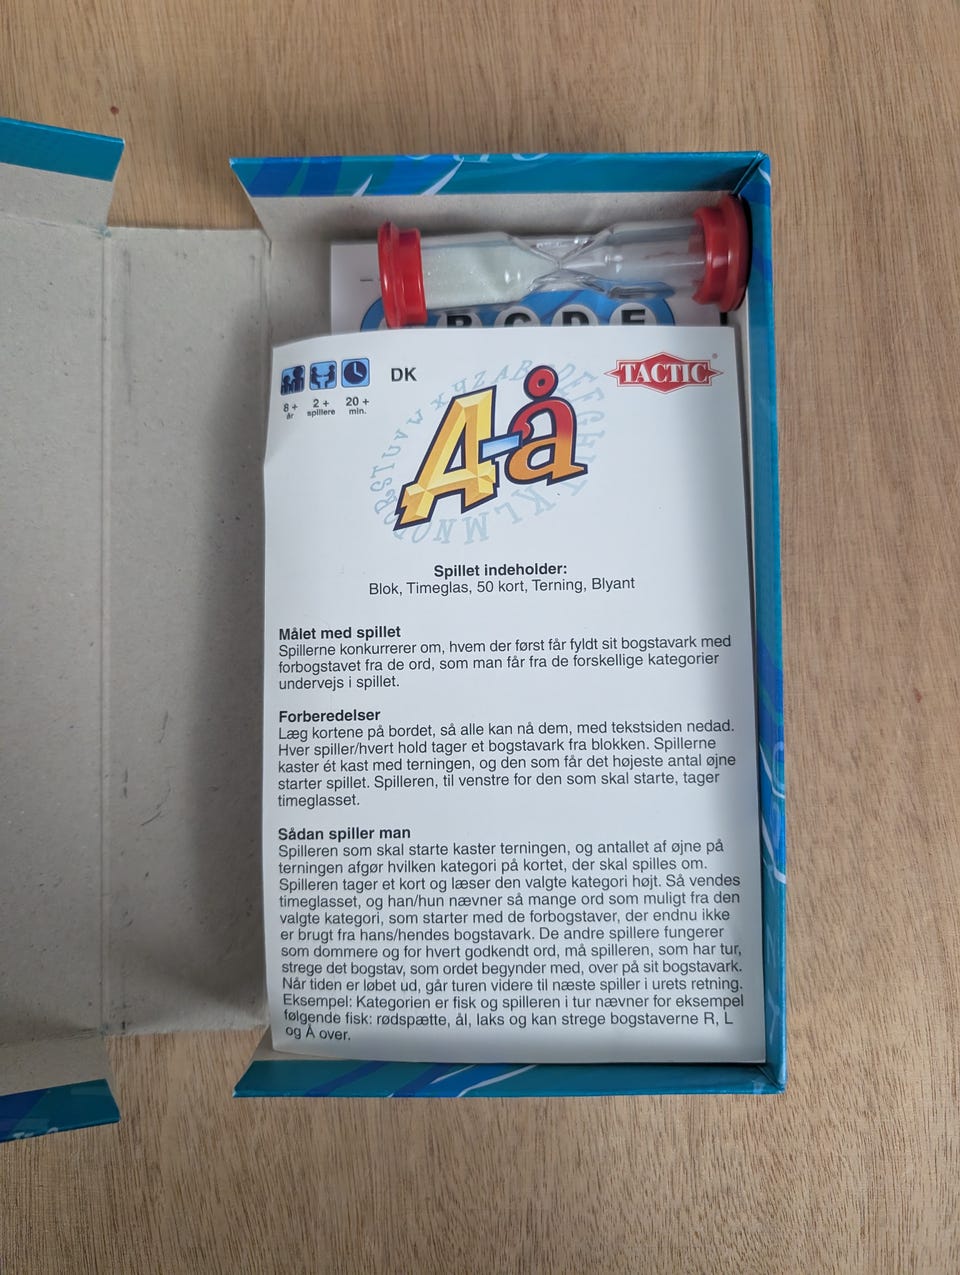 B C D E
8 +
år
2 +
spillere
20 +
min.
DK
TACTIC®
A-å
Spillet indeholder:
Blok, Timeglas, 50 kort, Terning, Blyant
Målet med spillet
Spillerne konkurrerer om, hvem der først får fyldt sit bogstavark med
forbogstavet fra de ord, som man får fra de forskellige kategorier
undervejs i spillet.
Forberedelser
Læg kortene på bordet, så alle kan nå dem, med tekstsiden nedad.
Hver spiller/hvert hold tager et bogstavark fra blokken. Spillerne
kaster ét kast med terningen, og den som får det højeste antal øjne
starter spillet. Spilleren, til venstre for den som skal starte, tager
timeglasset.
Sådan spiller man
Spilleren som skal starte kaster terningen, og antallet af øjne på
terningen afgør hvilken kategori på kortet, der skal spilles om.
Spilleren tager et kort og læser den valgte kategori højt. Så vendes
timeglasset, og han/hun nævner så mange ord som muligt fra den
valgte kategori, som starter med de forbogstaver, der endnu ikke
er brugt fra hans/hendes bogstavark. De andre spillere fungerer
som dommere og for hvert godkendt ord, må spilleren, som har tur,
strege det bogstav, som ordet begynder med, over på sit bogstavark.
Når tiden er løbet ud, går turen videre til næste spiller i urets retning.
Eksempel: Kategorien er fisk og spilleren i tur nævner for eksempel
følgende fisk: rødspætte, ål, laks og kan strege bogstaverne R, L
og Å over.